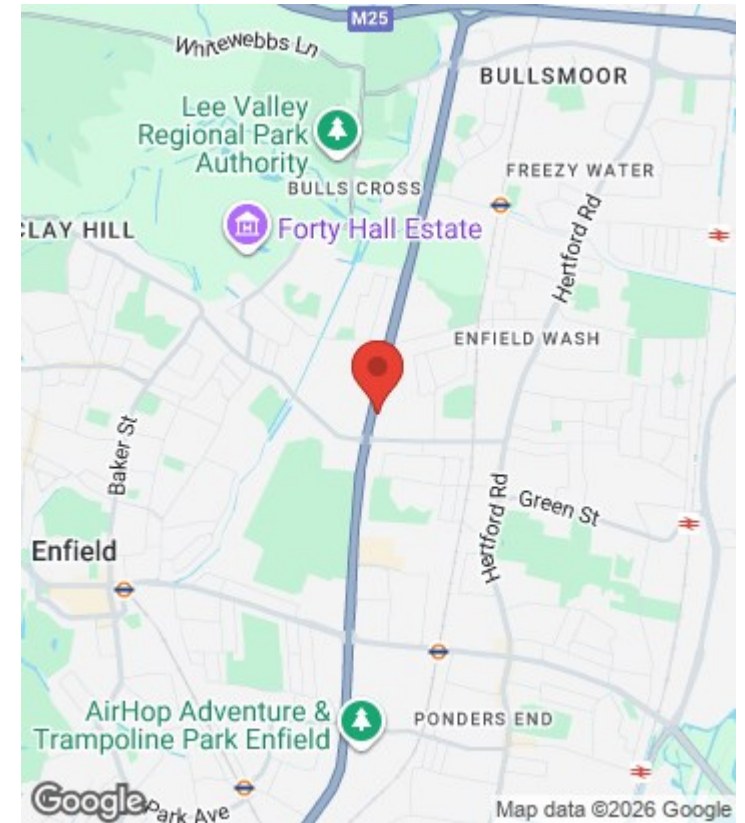 M25
Whitewebbs Ln
BULLSMOOR
Lee Valley
Regional Park
Authority
FREEZY WATER
BULLS CROSS
CLAY HILL
Forty Hall Estate
Hertford Rd
ENFIELD WASH
Baker St
Green St
Hertford Rd
Enfield
AirHop Adventure &
Trampoline Park Enfield
PONDERS END
Google
Park Ave
Map data ©2026 Google